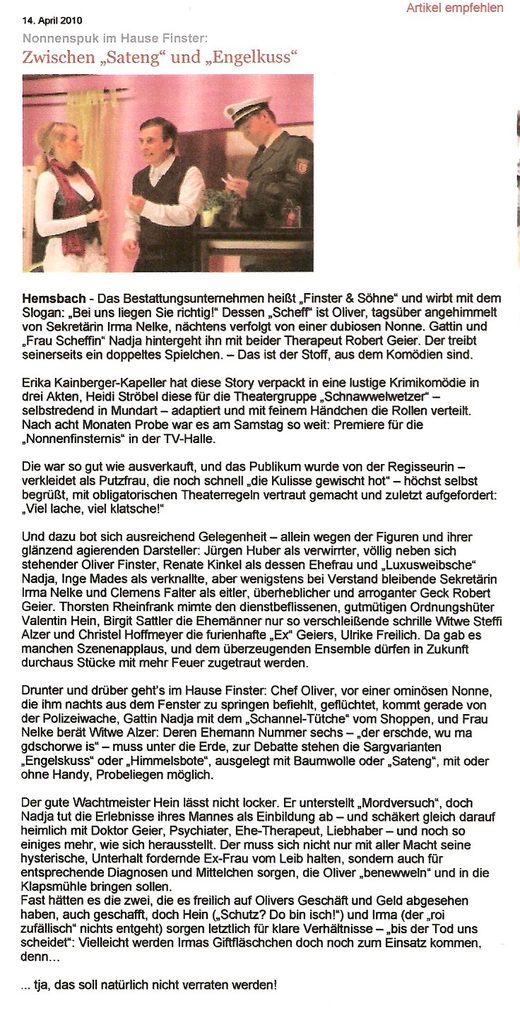 Artikel empfehlen
14. April 2010
Nonnenspuk im Hause Finster:
Zwischen „Sateng“ und „Engelkuss“
Hemsbach - Das Bestattungsunternehmen heißt „Finster & Söhne“ und wirbt mit dem
Slogan: „Bei uns liegen Sie richtig!“ Dessen „Scheff“ ist Oliver, tagsüber angehimmelt
von Sekretärin Irma Nelke, nächtens verfolgt von einer dubiosen Nonne. Gattin und
„Frau Scheffin“ Nadja hintergeht ihn mit beider Therapeut Robert Geier. Der treibt
seinerseits ein doppeltes Spielchen. – Das ist der Stoff, aus dem Komödien sind.
Erika Kainberger-Kapeller hat diese Story verpackt in eine lustige Krimikomödie in
drei Akten, Heidi Ströbel diese für die Theatergruppe „Schnawwelwetzer“ –
selbstredend in Mundart – adaptiert und mit feinem Händchen die Rollen verteilt.
Nach acht Monaten Probe war es am Samstag so weit: Premiere für die
„Nonnenfinsternis“ in der TV-Halle.
Die war so gut wie ausverkauft, und das Publikum wurde von der Regisseurin –
verkleidet als Putzfrau, die noch schnell „die Kulisse gewischt hot“ – höchst selbst
begrüßt, mit obligatorischen Theaterregeln vertraut gemacht und zuletzt aufgefordert:
„Viel lache, viel klatsche!“
Und dazu bot sich ausreichend Gelegenheit – allein wegen der Figuren und ihrer
glänzend agierenden Darsteller: Jürgen Huber als verwirrter, völlig neben sich
stehender Oliver Finster, Renate Kinkel als dessen Ehefrau und „Luxusweibsche“
Nadja, Inge Mades als verknallte, aber wenigstens bei Verstand bleibende Sekretärin
Irma Nelke und Clemens Falter als eitler, überheblicher und arroganter Geck Robert
Geier. Thorsten Rheinfrank mimte den dienstbeflissenen, gutmütigen Ordnungshüter
Valentin Hein, Birgit Sattler die Ehemänner nur so verschleißende schrille Witwe Steffi
Alzer und Christel Hoffmeyer die furienhafte „Ex“ Geiers, Ulrike Freilich. Da gab es
manchen Szenenapplaus, und dem überzeugenden Ensemble dürfen in Zukunft
durchaus Stücke mit mehr Feuer zugetraut werden.
Drunter und drüber geht's im Hause Finster: Chef Oliver, vor einer ominösen Nonne,
die ihm nachts aus dem Fenster zu springen befiehlt, geflüchtet, kommt gerade von
der Polizeiwache, Gattin Nadja mit dem „Schannel-Tütche“ vom Shoppen, und Frau
Nelke berät Witwe Alzer: Deren Ehemann Nummer sechs – „der erschde, wu ma
gdschorwe is“ – muss unter die Erde, zur Debatte stehen die Sargvarianten
„Engelskuss“ oder „Himmelsbote“, ausgelegt mit Baumwolle oder „Sateng“, mit oder
ohne Handy, Probeliegen möglich.
Der gute Wachtmeister Hein lässt nicht locker. Er unterstellt „Mordversuch“, doch
Nadja tut die Erlebnisse ihres Mannes als Einbildung ab – und schäkert gleich darauf
heimlich mit Doktor Geier, Psychiater, Ehe-Therapeut, Liebhaber – und noch so
einiges mehr, wie sich herausstellt. Der muss sich nicht nur mit aller Macht seine
hysterische, Unterhalt fordernde Ex-Frau vom Leib halten, sondern auch für
entsprechende Diagnosen und Mittelchen sorgen, die Oliver „benewweln“ und in die
Klapsmühle bringen sollen.
Fast hätten es die zwei, die es freilich auf Olivers Geschäft und Geld abgesehen
haben, auch geschafft, doch Hein („Schutz? Do bin isch!“) und Irma (der „roi
zufällisch“ nichts entgeht) sorgen letztlich für klare Verhältnisse – „bis der Tod uns
scheidet“: Vielleicht werden Irmas Giftfläschchen doch noch zum Einsatz kommen,
denn…
... tja, das soll natürlich nicht verraten werden!